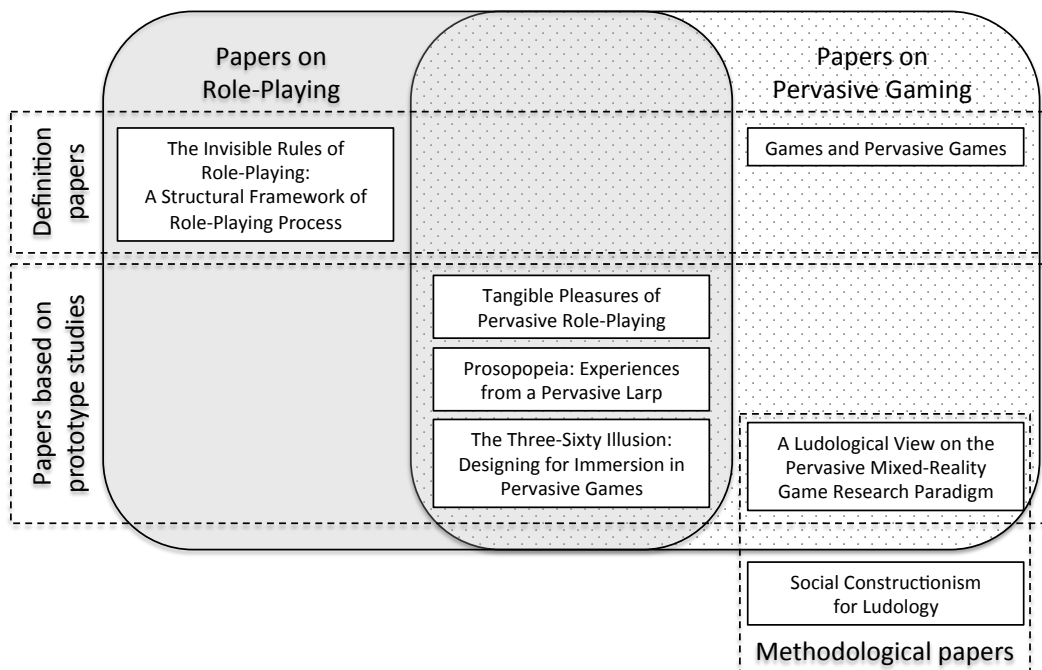 Papers on
Role-Playing
Papers on
Pervasive Gaming
Definition
papers
The Invisible Rules of
Role-Playing:
A Structural Framework of
Role-Playing Process
Games and Pervasive Games
Papers based on
prototype studies
Tangible Pleasures of
Pervasive Role-Playing
Prosopopeia: Experiences
from a Pervasive Larp
The Three-Sixty Illusion:
Designing for Immersion in
Pervasive Games
A Ludological View on the
Pervasive Mixed-Reality
Game Research Paradigm
Social Constructionism
for Ludology
Methodological papers